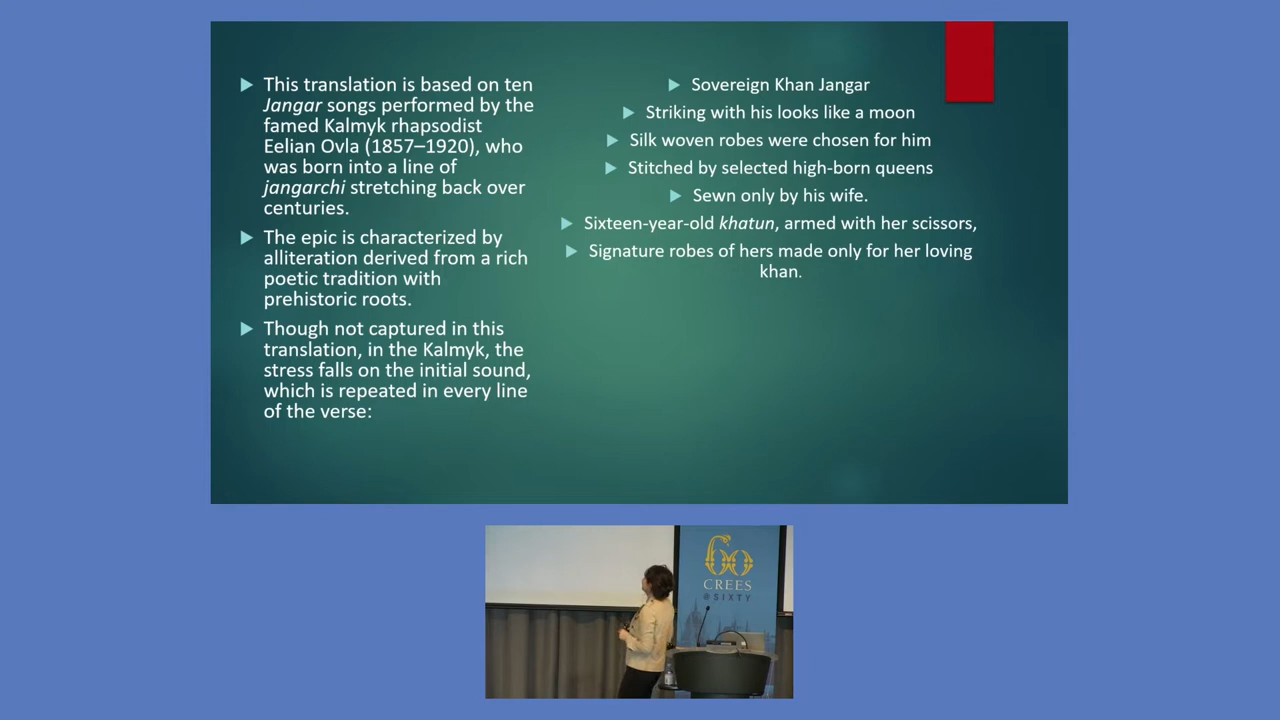 This translation is based on ten
Jangar songs performed by the
famed Kalmyk rhapsodist
Eelian Ovla (1857–1920), who
was born into a line of
jangarchi stretching back over
centuries.
The epic is characterized by
alliteration derived from a rich
poetic tradition with
prehistoric roots.
Though not captured in this
translation, in the Kalmyk, the
stress falls on the initial sound,
which is repeated in every line
of the verse:
Sovereign Khan Jangar
Striking with his looks like a moon
Silk woven robes were chosen for him
Stitched by selected high-born queens
Sewn only by his wife.
Sixteen-year-old khatun, armed with her scissors,
Signature robes of hers made only for her loving
khan.
60
CREES
@SIXTY